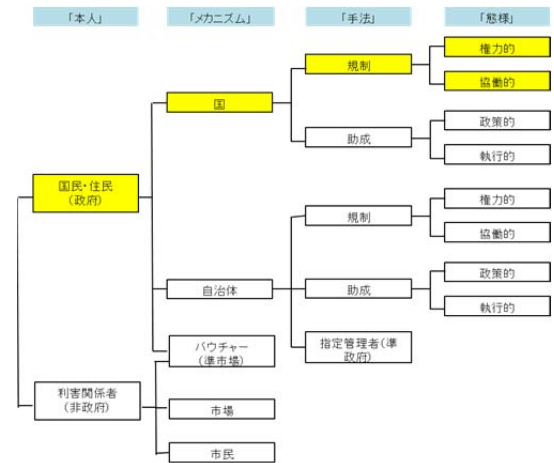 「本人」
「メカニズム」
「手法」
「態様」
国民・住民
(政府)
利害関係者
(非政府)
国
自治体
バウチャー
(準市場)
市場
市民
規制
助成
規制
助成
指定管理者(準
政府)
権力的
協働的
政策的
執行的
権力的
協働的
政策的
執行的